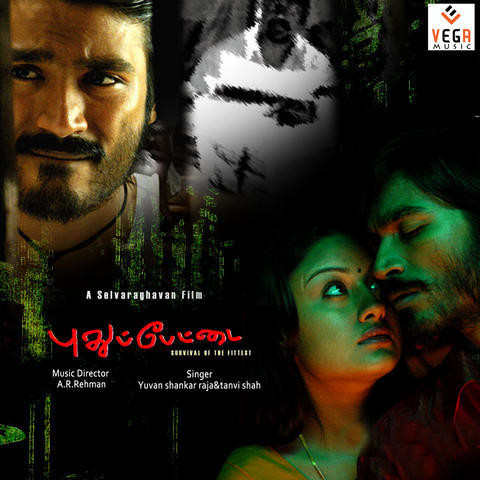 VEGA
MUSIC
A Selvaraghavan Film
புதுப்பேட்டை
SURVIVAL OF THE FITTEST
Music Director
A.R.Rehman
Singer
Yuvan shankar raja&tanvi shah